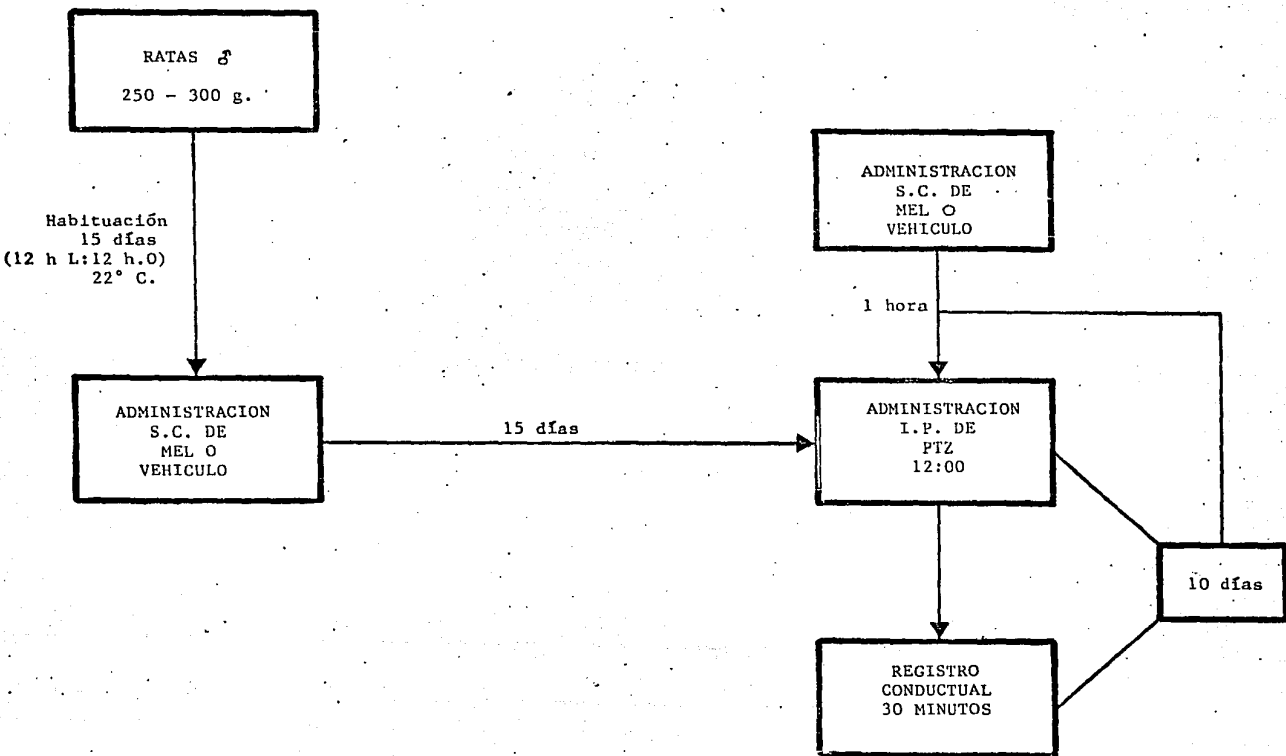 RATAS ♂
250 - 300 g.
Habituación
15 días
(12 h L:12 h.O)
22° C.
ADMINISTRACION
S.C. DE
MEL O
VEHICULO
15 días
ADMINISTRACION
S.C. DE
MEL O
VEHICULO
1 hora
ADMINISTRACION
I.P. DE
PTZ
12:00
10 días
REGISTRO
CONDUCTUAL
30 MINUTOS